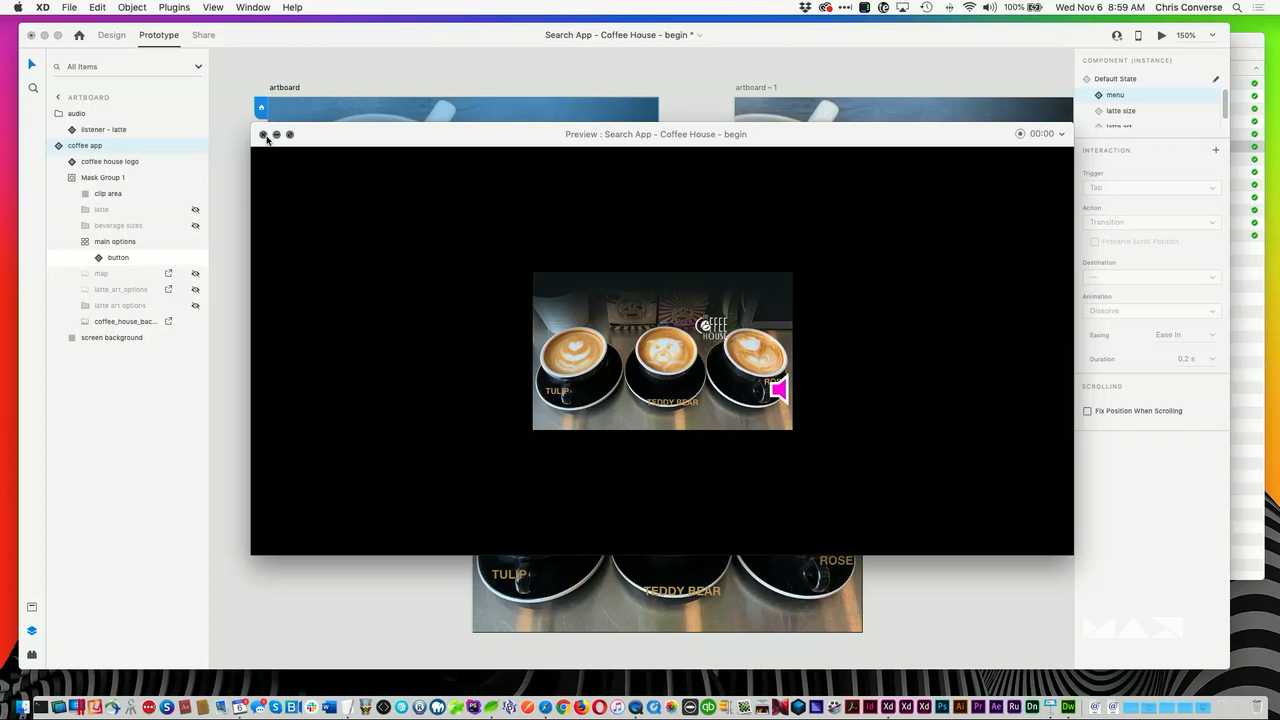 XD File Edit Object Plugins View Window Help
100% Wed Nov 6 8:59 AM Chris Converse
Design Prototype Share
Search App - Coffee House - begin *
150%
All Items
ARTBOARD
audio
listener - latte
coffee app
coffee house logo
Mask Group 1
clip area
latte
beverage sizes
main options
button
map
latte_art_options
latte art options
coffee_house_bac...
screen background
artboard
artboard – 1
Preview : Search App - Coffee House - begin
00:00
COFFEE
HOUSE
TULIP
TEDDY BEAR
TULIP
TEDDY BEAR
ROSE
COMPONENT (INSTANCE)
Default State
menu
latte size
latte art
INTERACTION
Trigger
Tap
Action
Transition
Preserve Scroll Position
Destination
Animation
Dissolve
Easing Ease In
Duration 0.2 s
SCROLLING
Fix Position When Scrolling
MAX